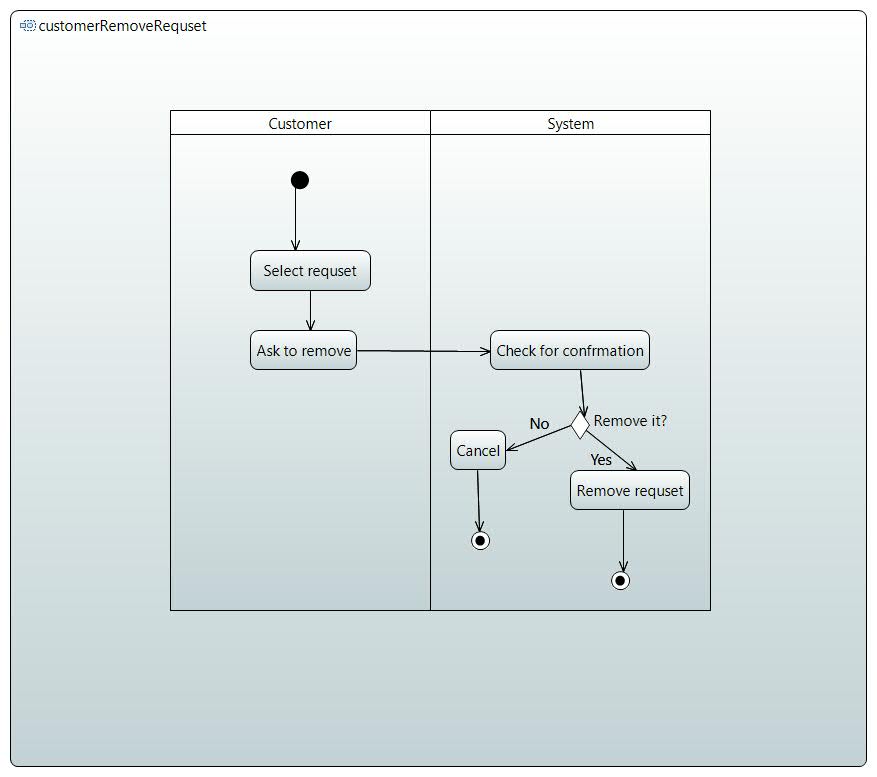 customerRemoveRequset
Customer
System
Select requset
Ask to remove
Check for confrmation
Remove it?
No
Cancel
Yes
Remove requset